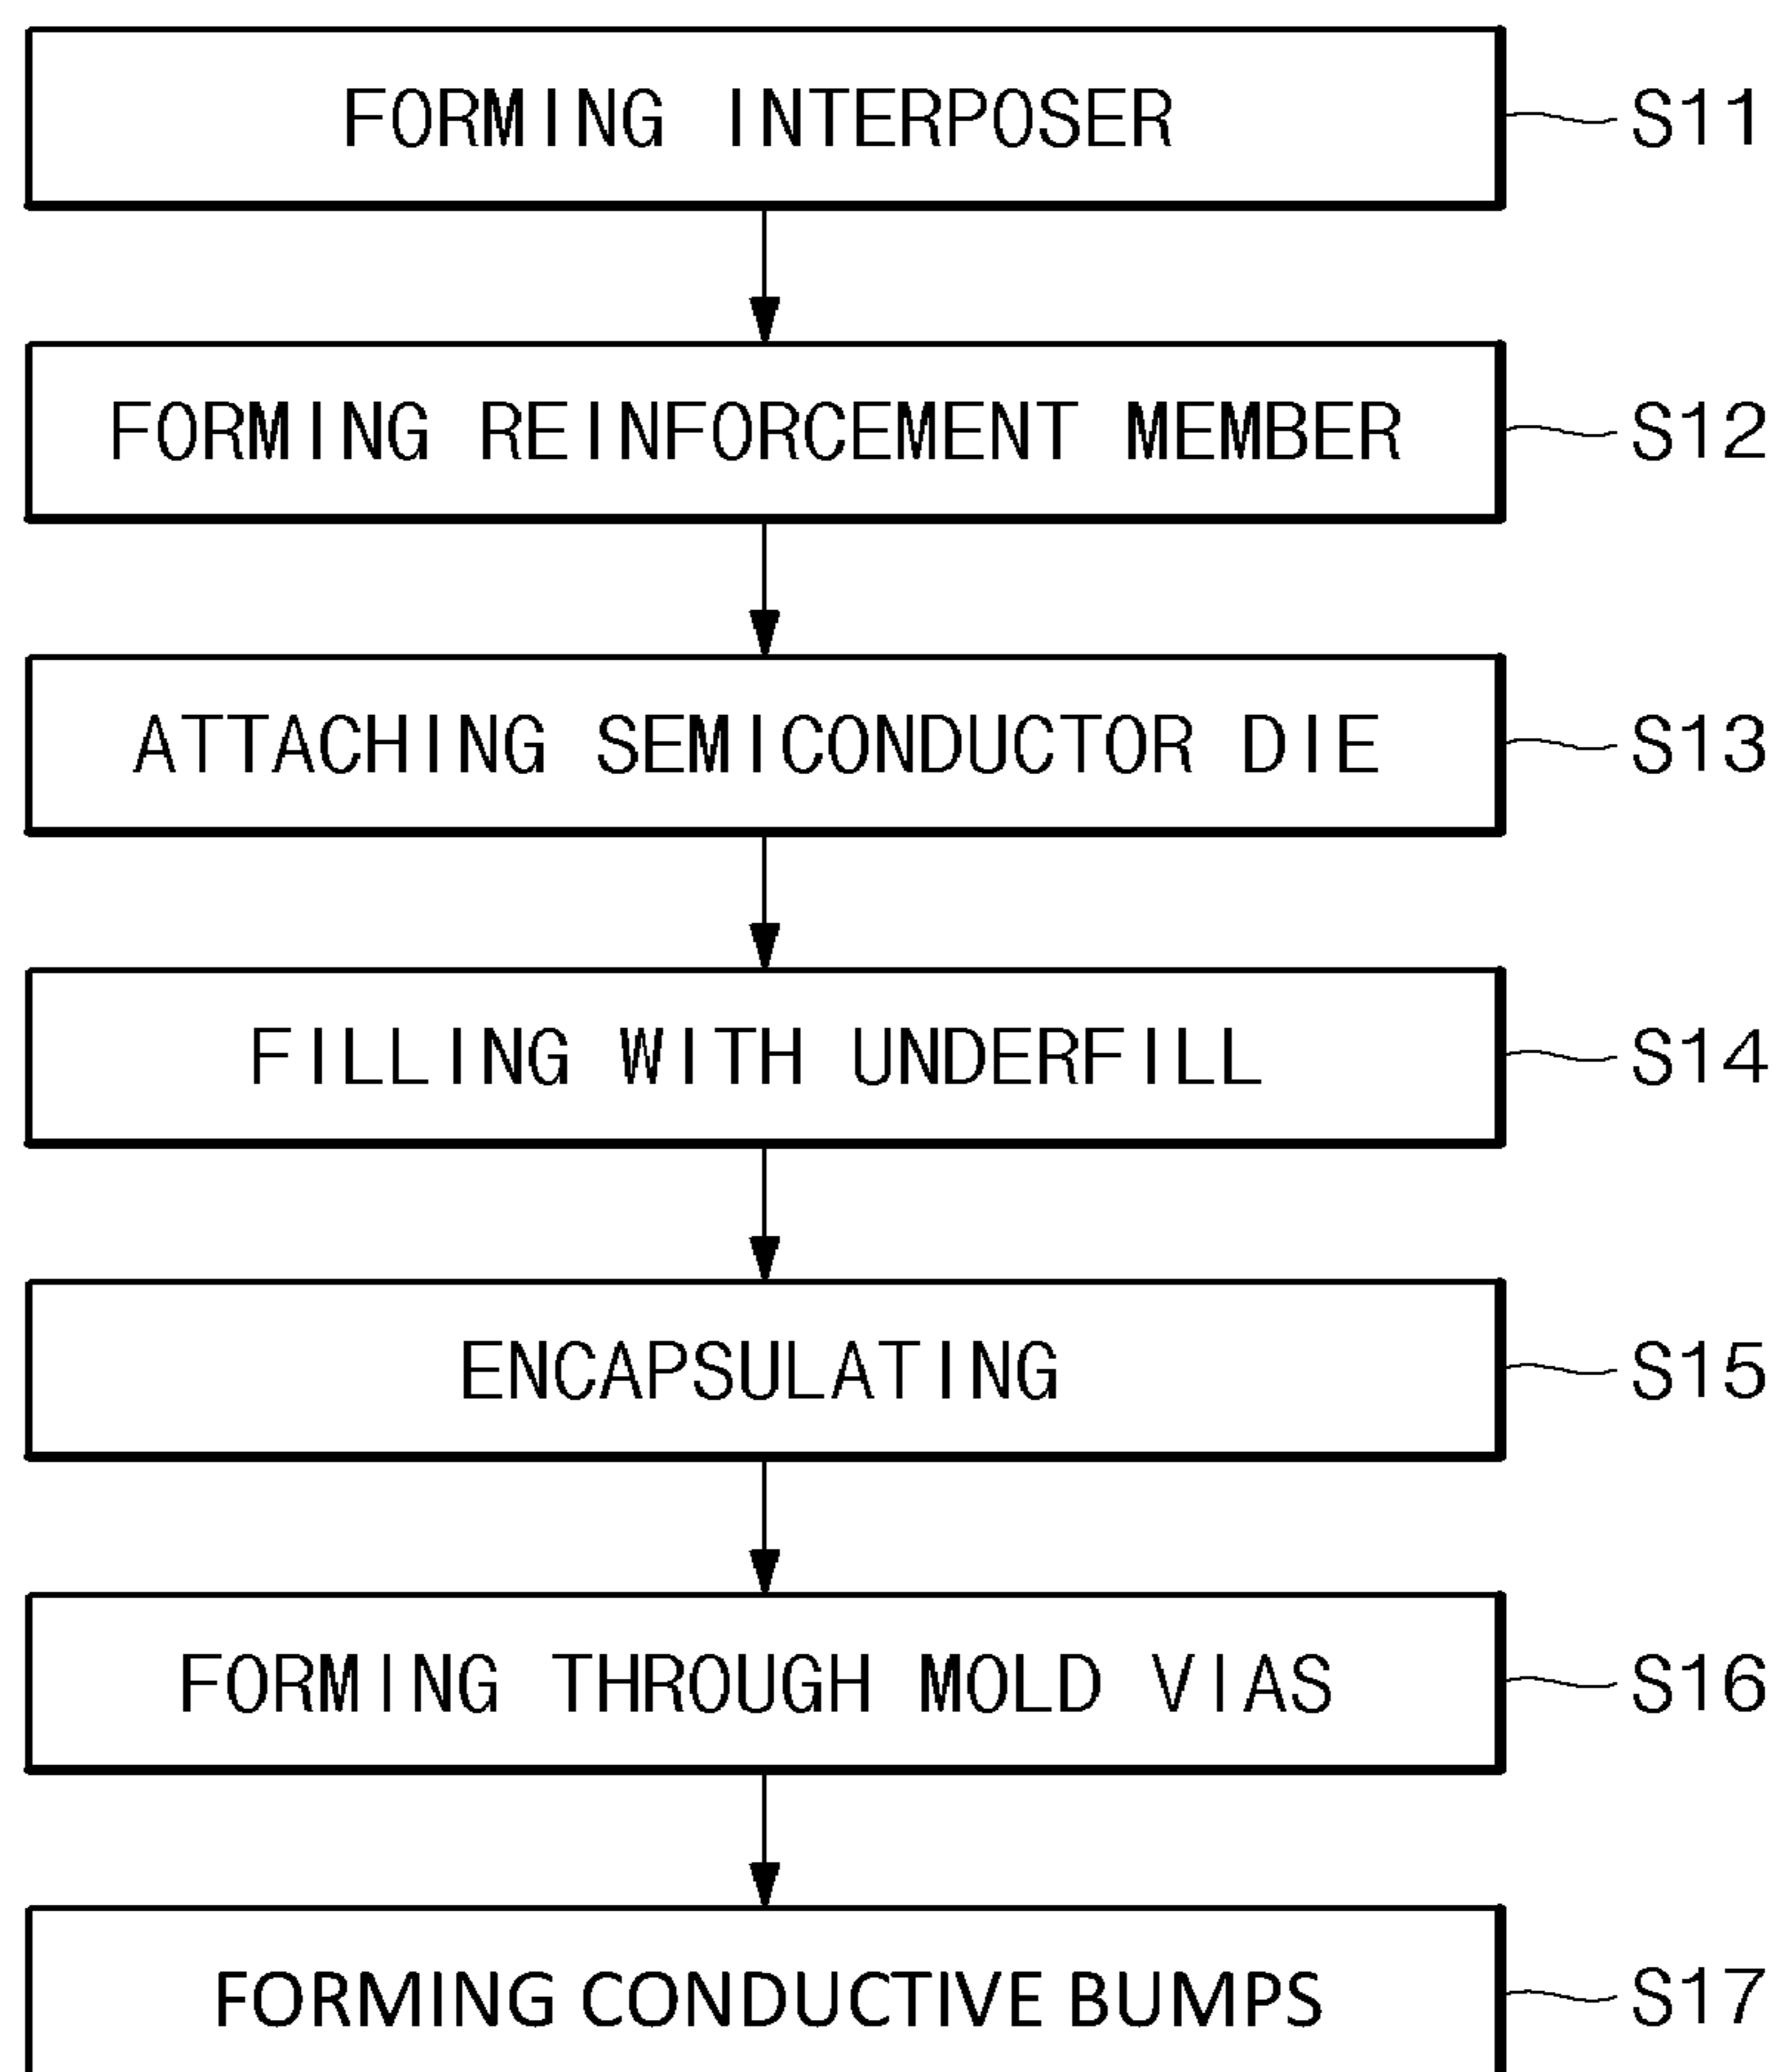 FORMING INTERPOSER S11
FORMING REINFORCEMENT MEMBER S12
ATTACHING SEMICONDUCTOR DIE S13
FILLING WITH UNDERFILL S14
ENCAPSULATING S15
FORMING THROUGH MOLD VIAS S16
FORMING CONDUCTIVE BUMPS S17